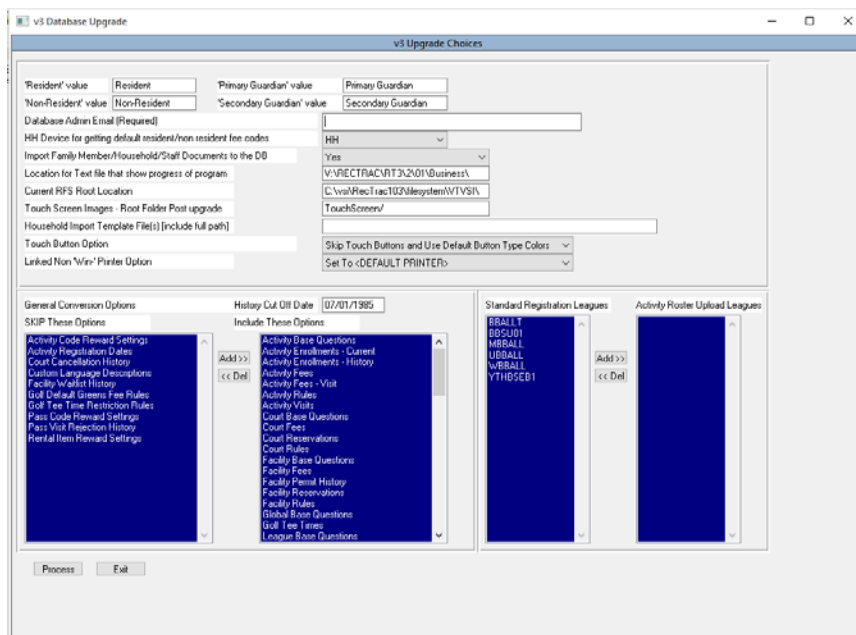 v3 Database Upgrade
v3 Upgrade Choices
'Resident' value Resident 'Primary Guardian' value Primary Guardian
'Non-Resident' value Non-Resident 'Secondary Guardian' value Secondary Guardian
Database Admin Email (Required)
HH Device for getting default resident/non resident fee codes HH
Import Family Member/Household/Staff Documents to the DB Yes
Location for Text file that show progress of program V:\RECTRAC\RT3\2\01\Business\
Current RFS Root Location C:\vsi\RecTrac103\filesystem\VTVSI\
Touch Screen Images - Root Folder Post upgrade TouchScreen/
Household Import Template File(s) [include full path]
Touch Button Option Skip Touch Buttons and Use Default Button Type Colors
Linked Non 'Win-' Printer Option Set To <DEFAULT PRINTER>
General Conversion Options History Cut Off Date 07/01/1985
SKIP These Options Include These Options
Activity Code Reward Settings
Activity Registration Dates
Court Cancellation History
Custom Language Descriptions
Facility Waitlist History
Golf Default Greens Fee Rules
Golf Tee Time Restriction Rules
Pass Code Reward Settings
Pass Visit Rejection History
Rental Item Reward Settings
Add >>
<< Del
Activity Base Questions
Activity Enrolments - Current
Activity Enrolments - History
Activity Fees
Activity Fees - Visit
Activity Rules
Activity Visits
Court Base Questions
Court Fees
Court Reservations
Court Rules
Facility Base Questions
Facility Fees
Facility Permit History
Facility Reservations
Facility Rules
Global Base Questions
Golf Tee Times
League Base Questions
Standard Registration Leagues Activity Roster Upload Leagues
BBALLT
BBSU01
MBBALL
UBBALL
WBBALL
YTHBSEB1
Add >>
<< Del
Process Exit